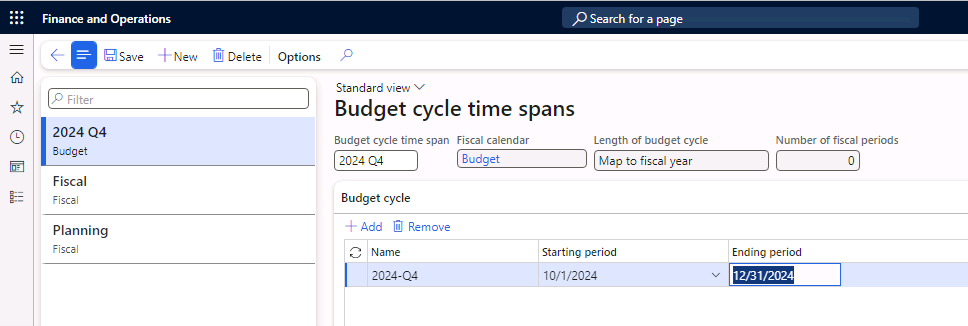 Finance and Operations
Search for a page
Save New Delete Options
Filter
2024 Q4
Budget
Fiscal
Fiscal
Planning
Fiscal
Standard view
Budget cycle time spans
Budget cycle time span Fiscal calendar Length of budget cycle Number of fiscal periods
2024 Q4 Budget Map to fiscal year 0
Budget cycle
Add Remove
Name Starting period Ending period
2024-Q4 10/1/2024 12/31/2024